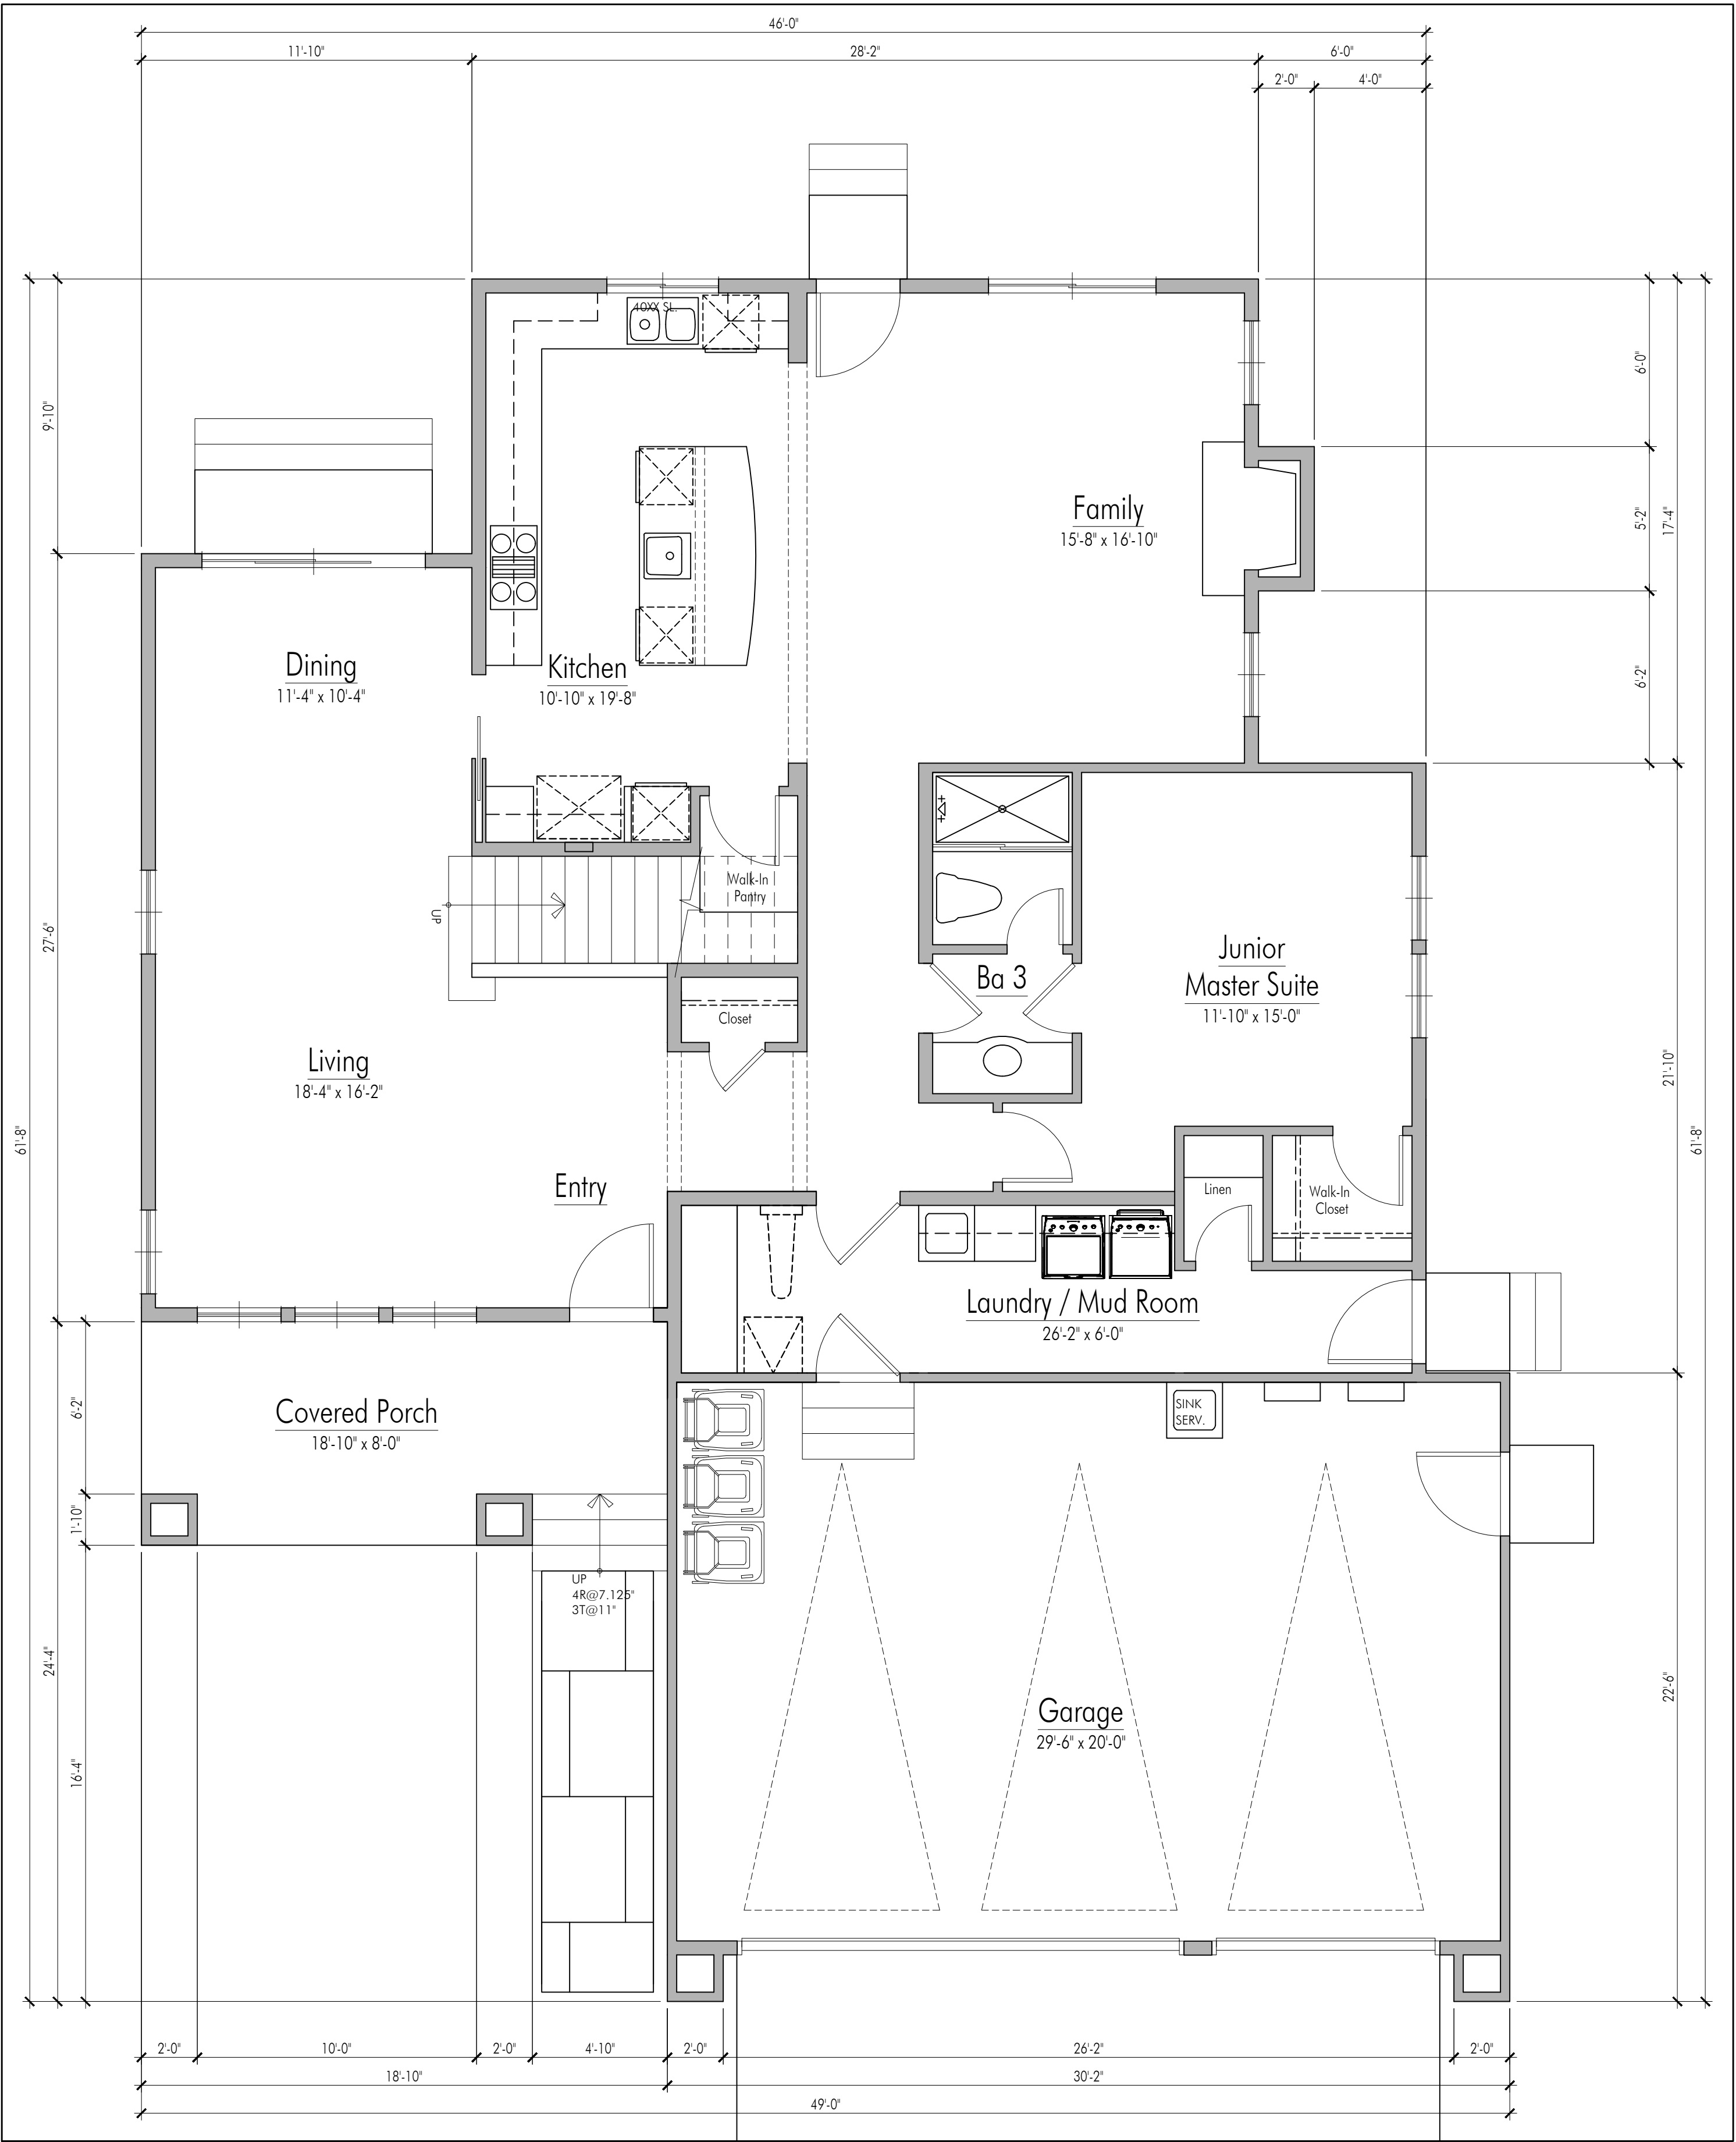 46'-0"
11'-10"
28'-2"
6'-0"
2'-0"
4'-0"
40XX SL.
6'-0"
9'-10"
Family
15'-8" x 16'-10"
5'-2"
17'-4"
Dining
11'-4" x 10'-4"
Kitchen
10'-10" x 19'-8"
6'-2"
Walk-In
Pantry
UP
27'-6"
Junior
Master Suite
11'-10" x 15'-0"
Ba 3
Closet
Living
18'-4" x 16'-2"
21'-10"
61'-8"
61'-8"
Entry
Linen
Walk-In
Closet
Laundry / Mud Room
26'-2" x 6'-0"
6'-2"
Covered Porch
18'-10" x 8'-0"
SINK
SERV.
1'-10"
UP
4R@7.125"
3T@11"
24'-4"
22'-6"
Garage
29'-6" x 20'-0"
16'-4"
2'-0"
10'-0"
2'-0"
4'-10"
2'-0"
26'-2"
2'-0"
18'-10"
30'-2"
49'-0"